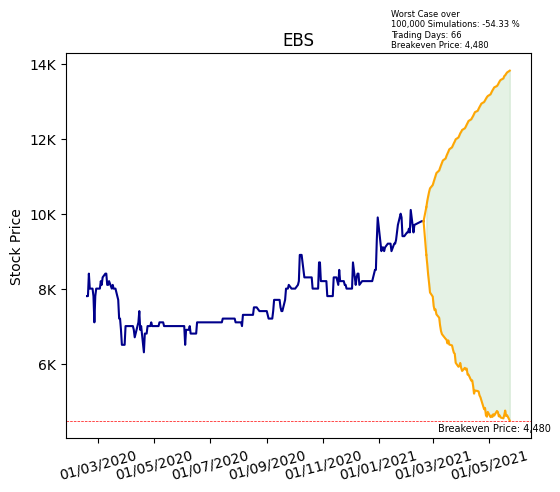 Worst Case over
100,000 Simulations: -54.33 %
Trading Days: 66
Breakeven Price: 4,480
EBS
14K
12K
10K
8K
6K
Stock Price
Breakeven Price: 4,480
01/03/2020
01/05/2020
01/07/2020
01/09/2020
01/11/2020
01/01/2021
01/03/2021
01/05/2021